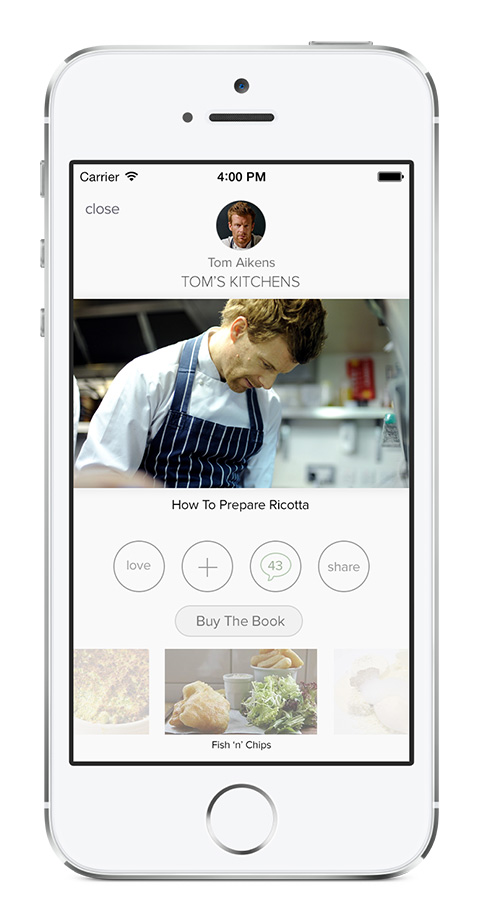 Carrier 4:00 PM
close
Tom Aikens
TOM'S KITCHENS
How To Prepare Ricotta
love
43
share
Buy The Book
Fish 'n' Chips